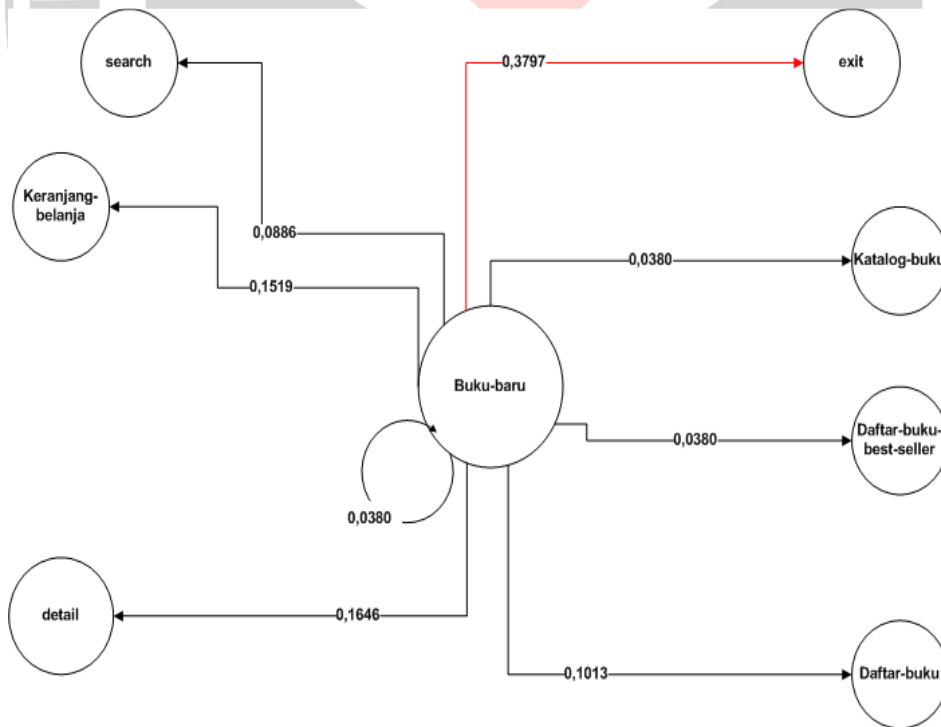 search
0,3797
exit
Keranjang-
belanja
0,0886
0,0380
Katalog-buku
0,1519
Buku-baru
Daftar-buku-
best-seller
0,0380
0,0380
detail
0,1646
0,1013
Daftar-buku